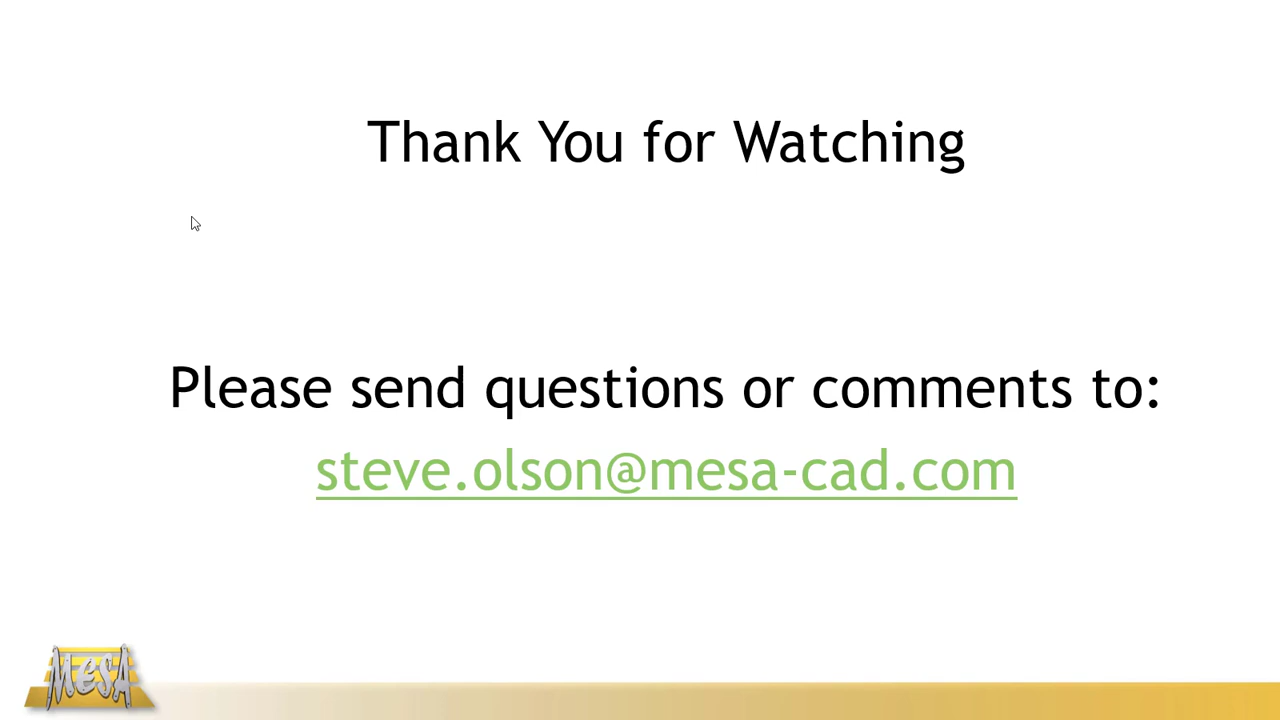 Thank You for Watching
Please send questions or comments to:
steve.olson@mesa-cad.com
MESA